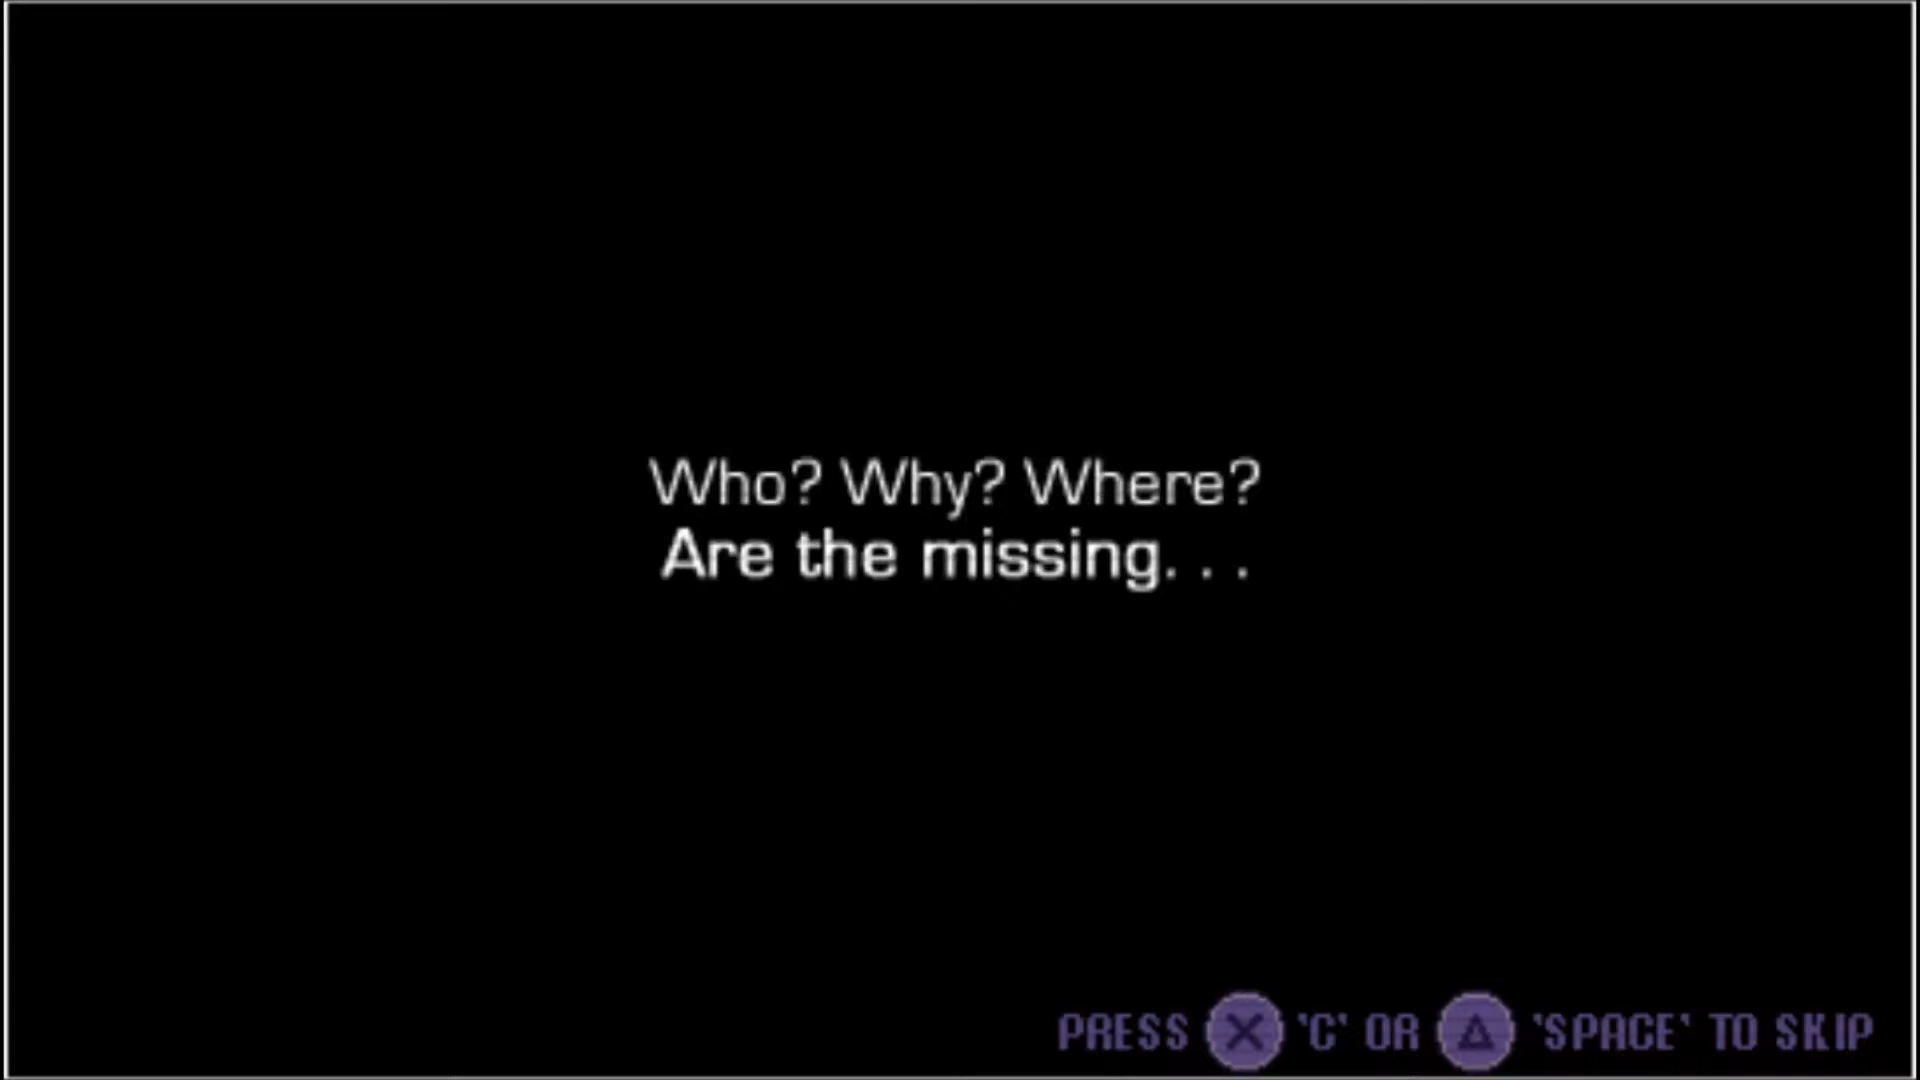 Who? Why? Where?
Are the missing. . .
PRESS X 'C' OR △ 'SPACE' TO SKIP